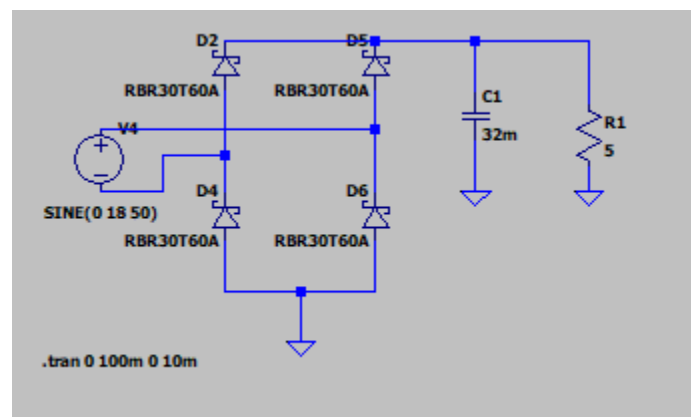 D2
D5
RBR30T60A
RBR30T60A
C1
32m
R1
5
V4
D4
D6
SINE(0 18 50)
RBR30T60A
RBR30T60A
.tran 0 100m 0 10m